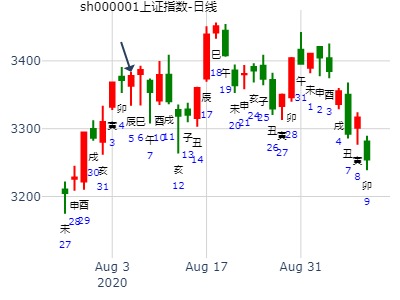 sh000001上证指数-日线
3400
3300
3200
未
27
申
28
酉
29
戌
30
亥
31
寅
3
卯
4
辰
5
巳
6
午
7
酉
10
戌
11
亥
12
子
13
丑
14
辰
17
巳
18
午
19
未
20
申
21
亥
24
子
25
丑
26
寅
27
卯
28
午
31
未
1
申
2
酉
3
戌
4
丑
7
寅
8
卯
9
Aug 3
2020
Aug 17
Aug 31